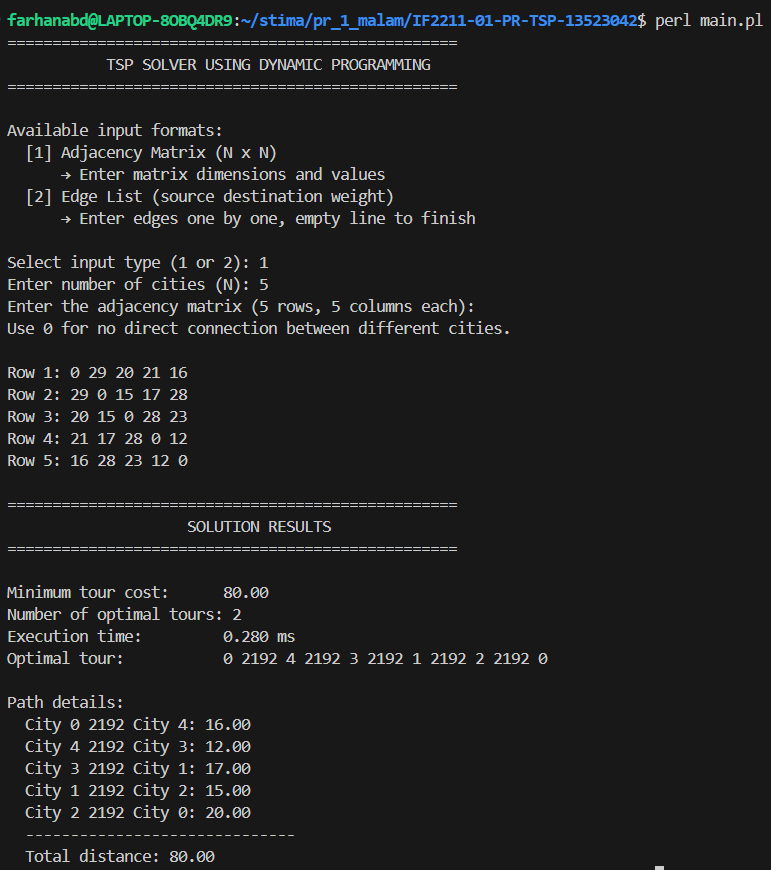 farhanabd@LAPTOP-8OBQ4DR9:~/stima/pr_1_malam/IF2211-01-PR-TSP-13523042$ perl main.pl
==================================================
TSP SOLVER USING DYNAMIC PROGRAMMING
==================================================
Available input formats:
[1] Adjacency Matrix (N x N)
→ Enter matrix dimensions and values
[2] Edge List (source destination weight)
→ Enter edges one by one, empty line to finish
Select input type (1 or 2): 1
Enter number of cities (N): 5
Enter the adjacency matrix (5 rows, 5 columns each):
Use 0 for no direct connection between different cities.
Row 1: 0 29 20 21 16
Row 2: 29 0 15 17 28
Row 3: 20 15 0 28 23
Row 4: 21 17 28 0 12
Row 5: 16 28 23 12 0
==================================================
SOLUTION RESULTS
==================================================
Minimum tour cost: 80.00
Number of optimal tours: 2
Execution time: 0.280 ms
Optimal tour: 0 2192 4 2192 3 2192 1 2192 2 2192 0
Path details:
City 0 2192 City 4: 16.00
City 4 2192 City 3: 12.00
City 3 2192 City 1: 17.00
City 1 2192 City 2: 15.00
City 2 2192 City 0: 20.00
------------------------------
Total distance: 80.00